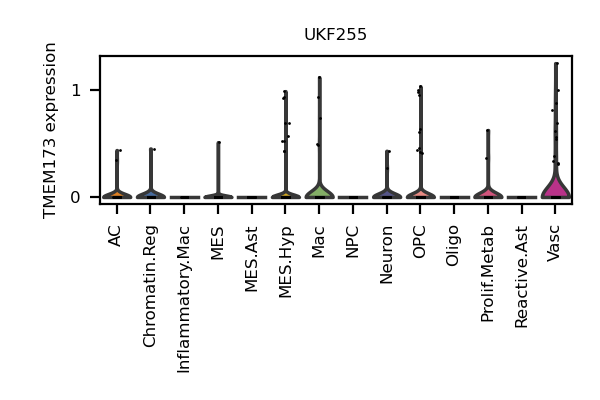 UKF255
TMEM173 expression
1
0
AC
Chromatin.Reg
Inflammatory.Mac
MES
MES.Ast
MES.Hyp
Mac
NPC
Neuron
OPC
Oligo
Prolif.Metab
Reactive.Ast
Vasc